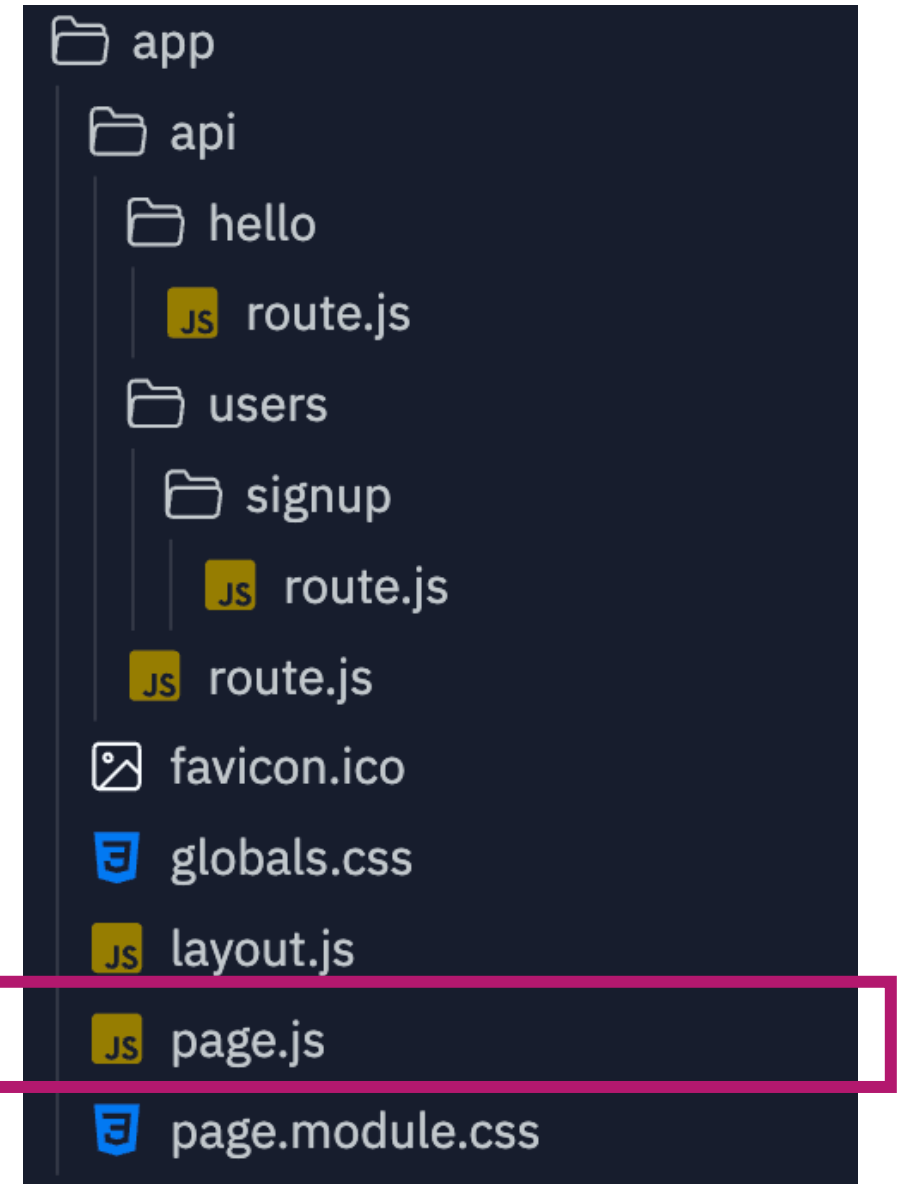 app
api
hello
JS route.js
users
signup
JS route.js
JS route.js
favicon.ico
globals.css
JS layout.js
JS page.js
page.module.css